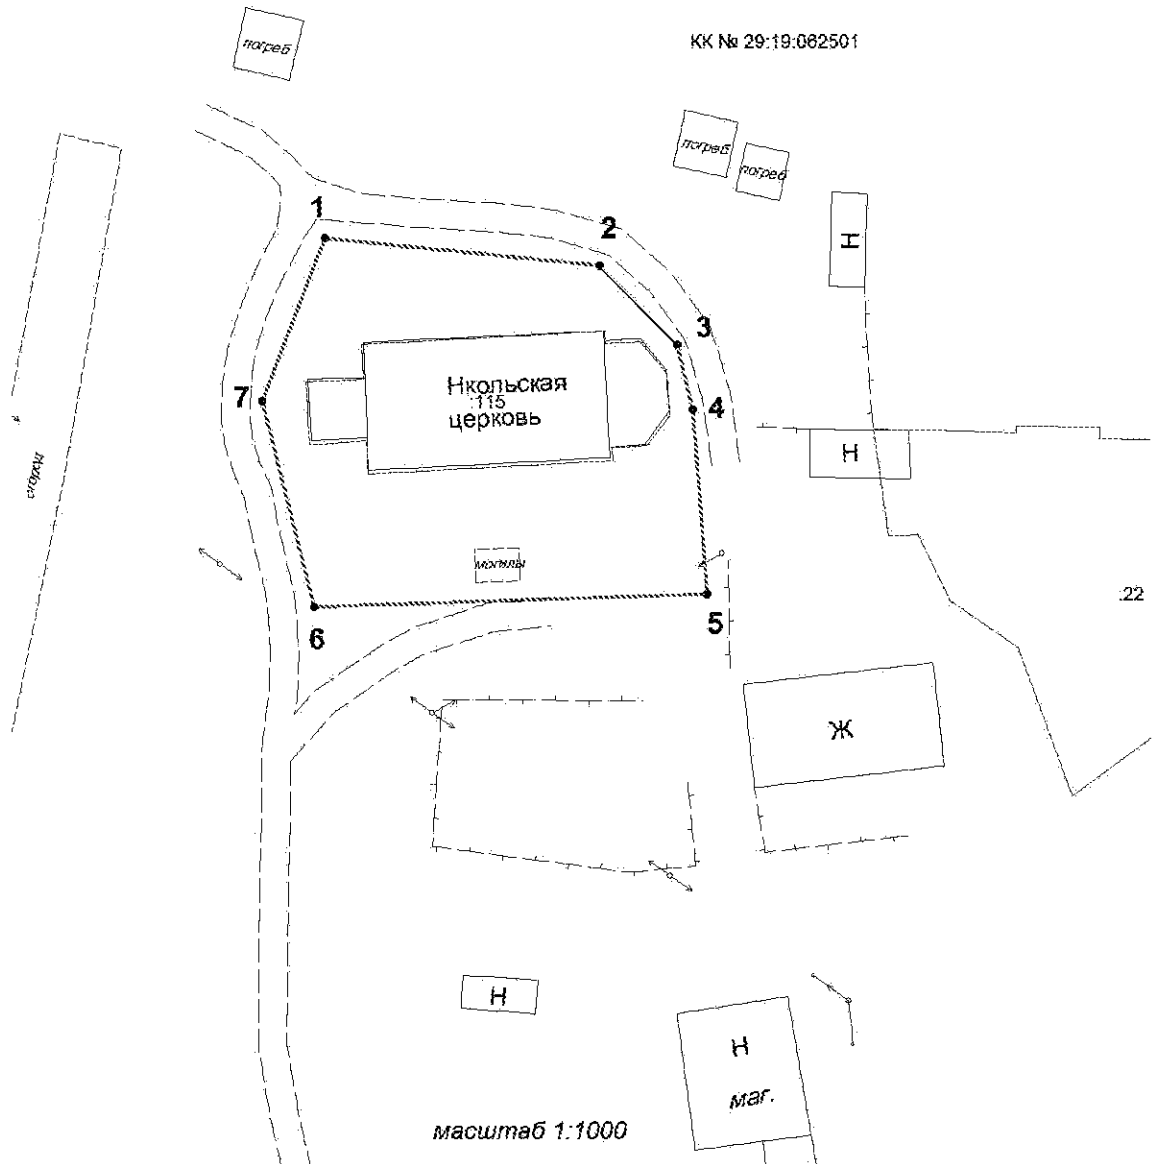 погреб
КК № 29:19:062501
погреб
погреб
1
2
Н
3
Нкольская
:115
церковь
7
4
Н
огород
могилы
:22
5
6
Ж
Н
Н
маг.
масштаб 1:1000